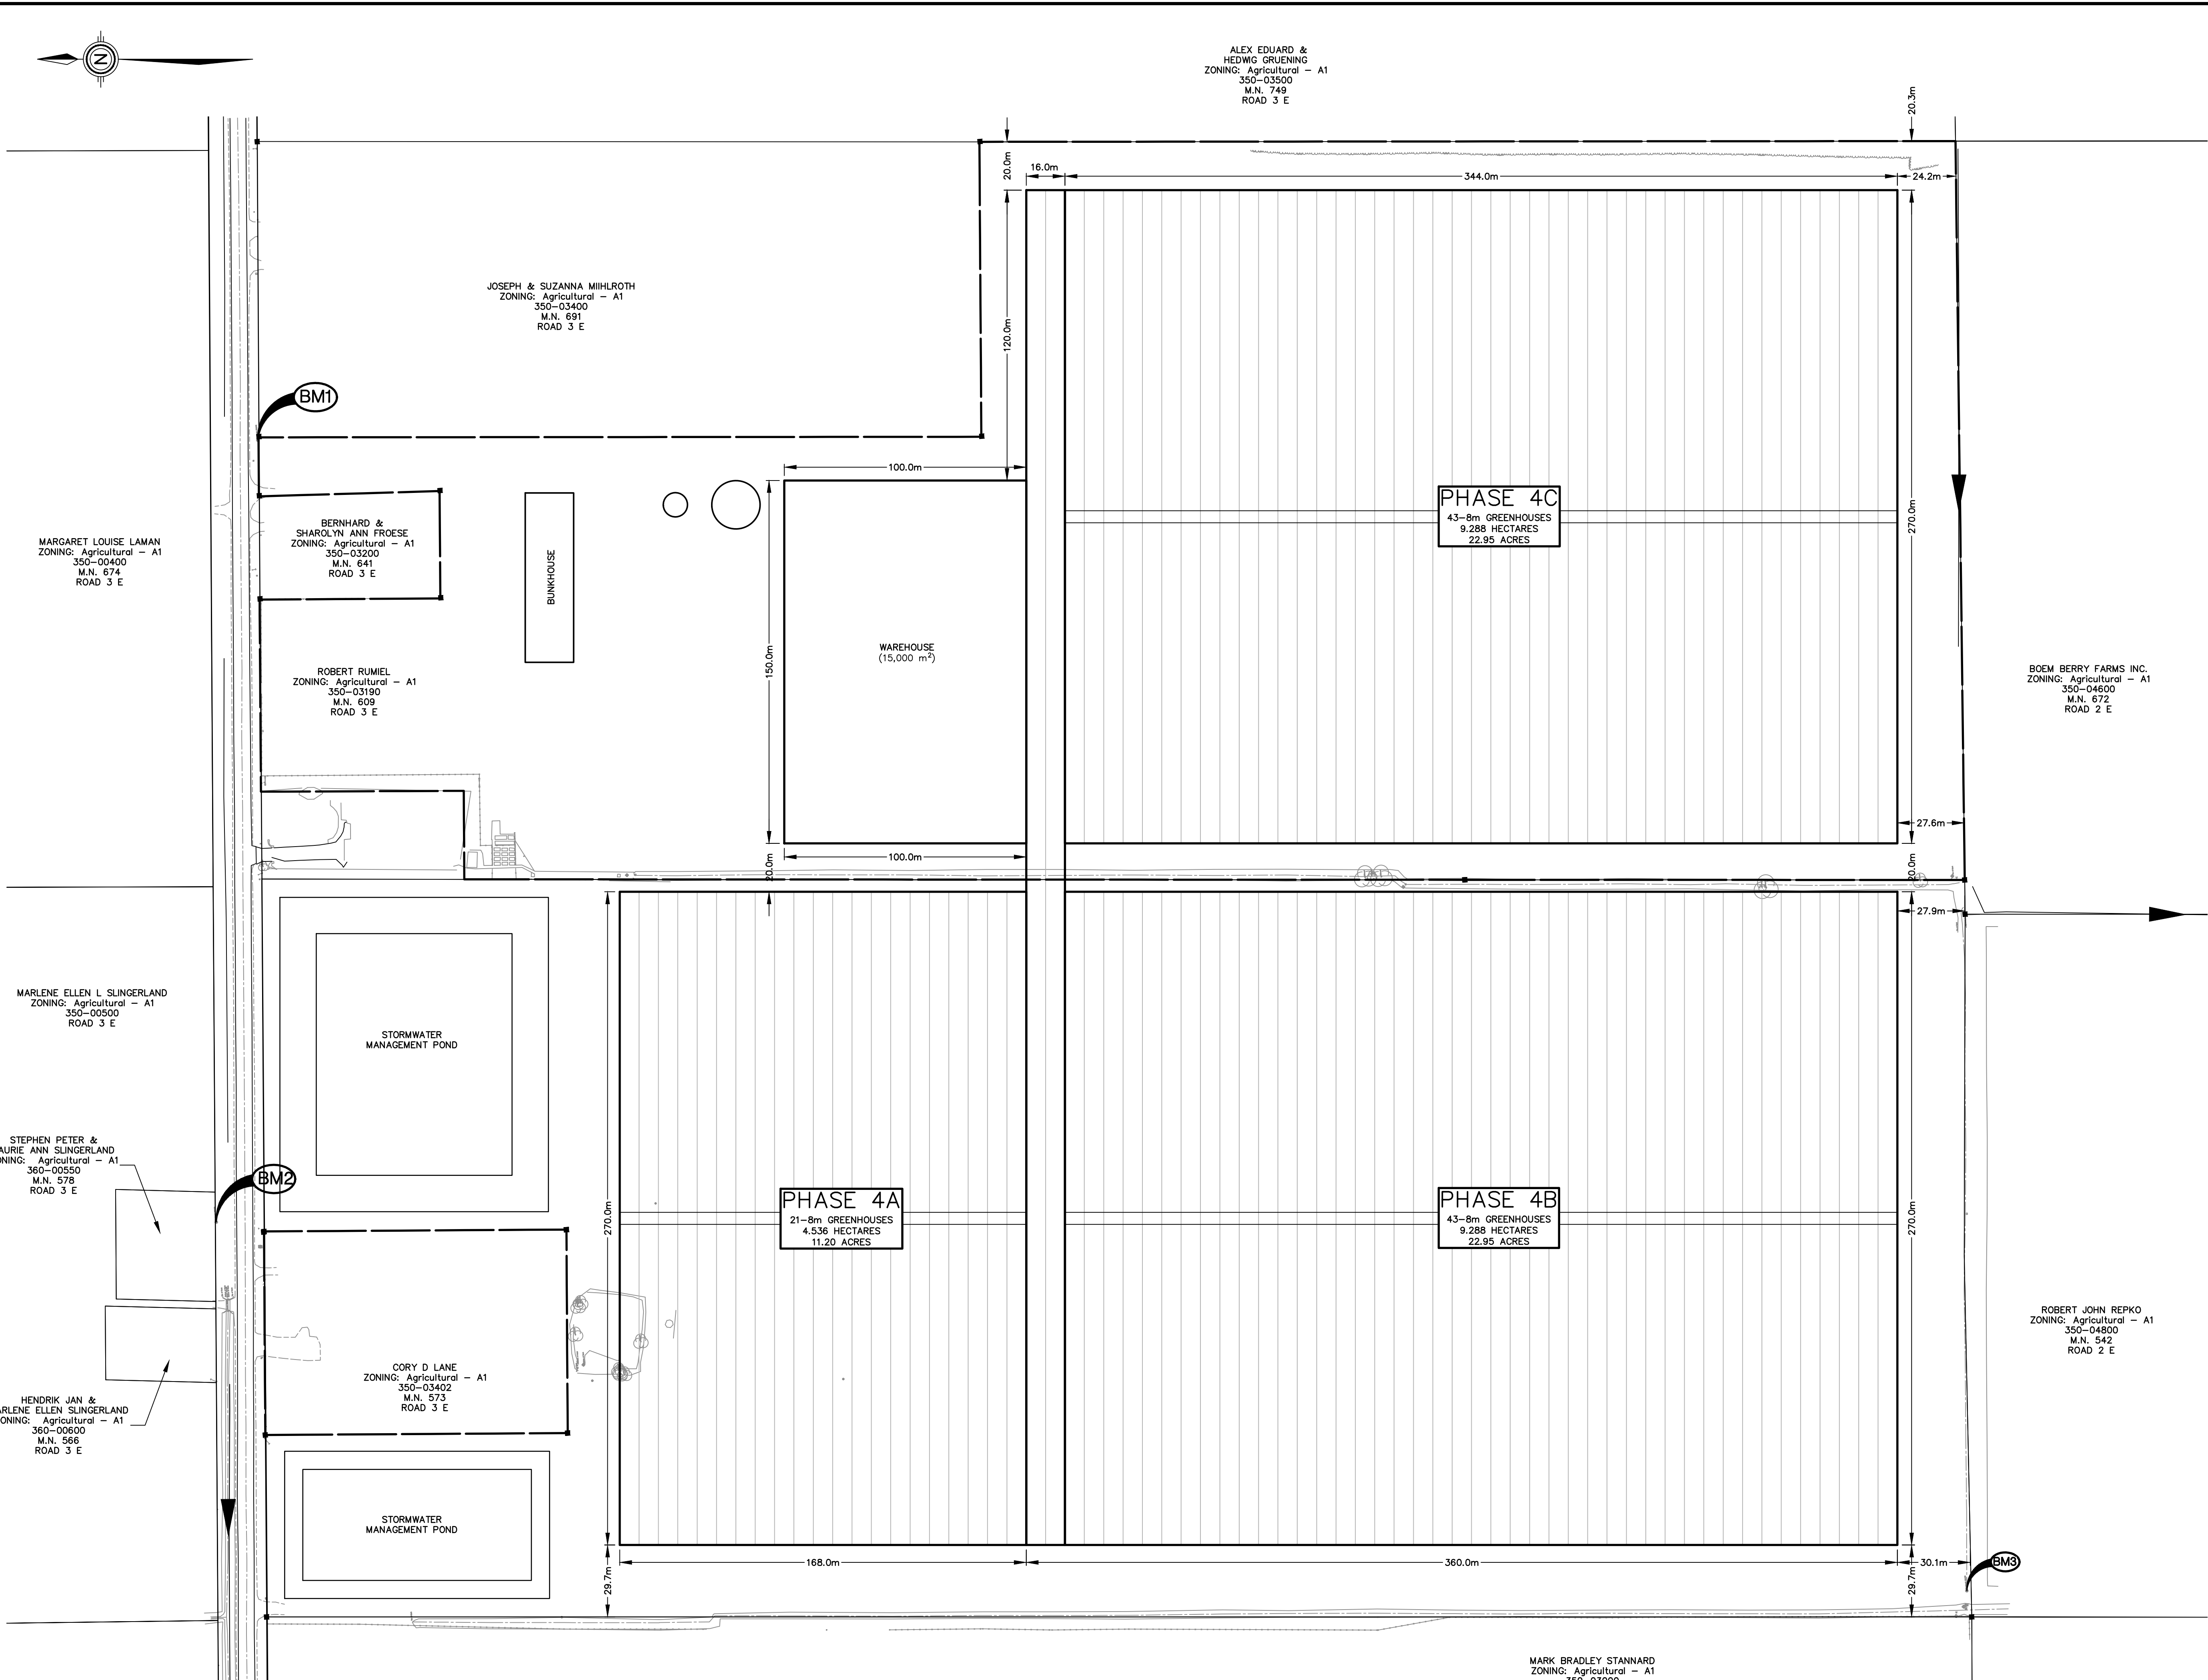 N
ALEX EDUARD &
HEDWIG GRUENING
ZONING: Agricultural - A1
350-03500
M.N. 749
ROAD 3 E
20.3m
20.0m
16.0m
344.0m
24.2m
JOSEPH & SUZANNA MIIHLROTH
ZONING: Agricultural - A1
350-03400
M.N. 691
ROAD 3 E
120.0m
BM1
100.0m
PHASE 4C
43-8m GREENHOUSES
9.288 HECTARES
22.95 ACRES
270.0m
MARGARET LOUISE LAMAN
ZONING: Agricultural - A1
350-00400
M.N. 674
ROAD 3 E
BERNHARD &
SHAROLYN ANN FROESE
ZONING: Agricultural - A1
350-03200
M.N. 641
ROAD 3 E
BUNKHOUSE
150.0m
WAREHOUSE
(15,000 m²)
ROBERT RUMIEL
ZONING: Agricultural - A1
350-03190
M.N. 609
ROAD 3 E
BOEM BERRY FARMS INC.
ZONING: Agricultural - A1
350-04600
M.N. 672
ROAD 2 E
27.6m
100.0m
20.0m
20.0m
27.9m
MARLENE ELLEN L SLINGERLAND
ZONING: Agricultural - A1
350-00500
ROAD 3 E
STORMWATER
MANAGEMENT POND
STEPHEN PETER &
AURIE ANN SLINGERLAND
ONING: Agricultural - A1
360-00550
M.N. 578
ROAD 3 E
BM2
270.0m
PHASE 4A
21-8m GREENHOUSES
4.536 HECTARES
11.20 ACRES
PHASE 4B
43-8m GREENHOUSES
9.288 HECTARES
22.95 ACRES
270.0m
ROBERT JOHN REPKO
ZONING: Agricultural - A1
350-04800
M.N. 542
ROAD 2 E
CORY D LANE
ZONING: Agricultural - A1
350-03402
M.N. 573
ROAD 3 E
HENDRIK JAN &
ARLENE ELLEN SLINGERLAND
ONING: Agricultural - A1
360-00600
M.N. 566
ROAD 3 E
STORMWATER
MANAGEMENT POND
168.0m
360.0m
30.1m
BM3
29.7m
29.7m
MARK BRADLEY STANNARD
ZONING: Agricultural - A1